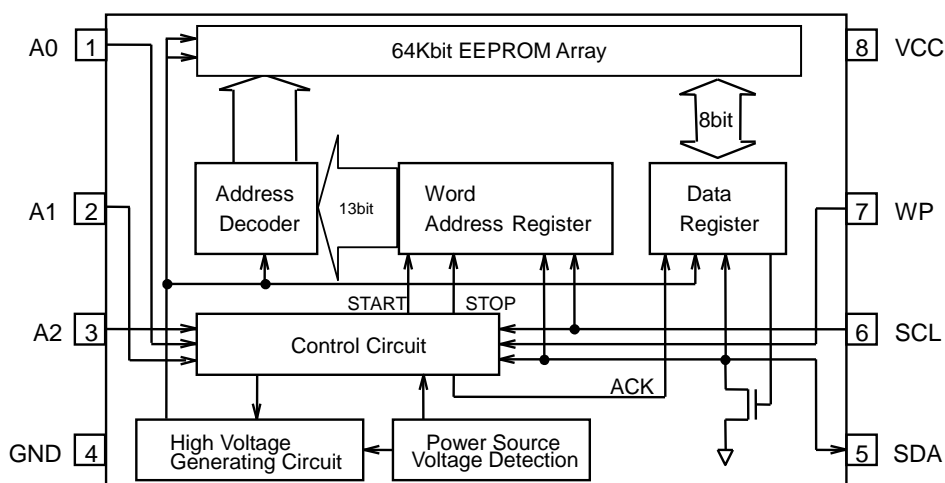 64Kbit EEPROM Array
A0 1
8 VCC
8bit
Address
Decoder
13bit
Word
Address Register
Data
Register
A1 2
7 WP
START
STOP
A2 3
Control Circuit
6 SCL
ACK
GND 4
High Voltage
Generating Circuit
Power Source
Voltage Detection
5 SDA